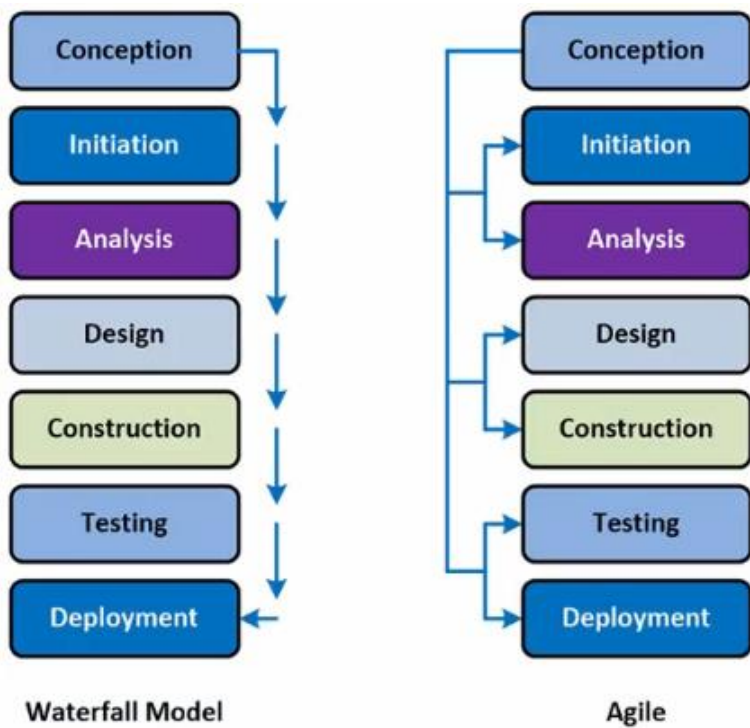 Conception
Initiation
Analysis
Design
Construction
Testing
Deployment
Waterfall Model
Conception
Initiation
Analysis
Design
Construction
Testing
Deployment
Agile